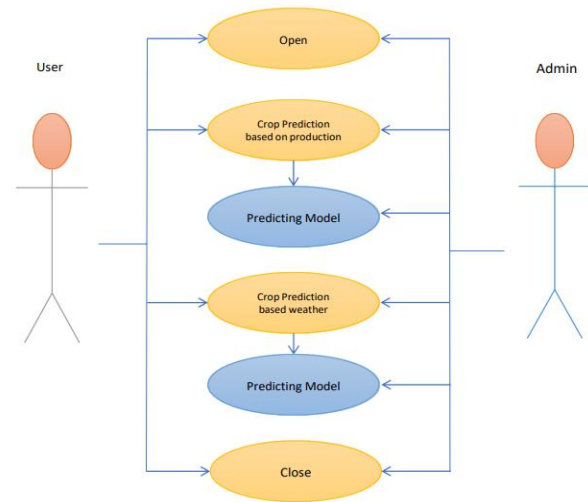 Open
User
Admin
Crop Prediction
based on production
Predicting Model
Crop Prediction
based weather
Predicting Model
Close